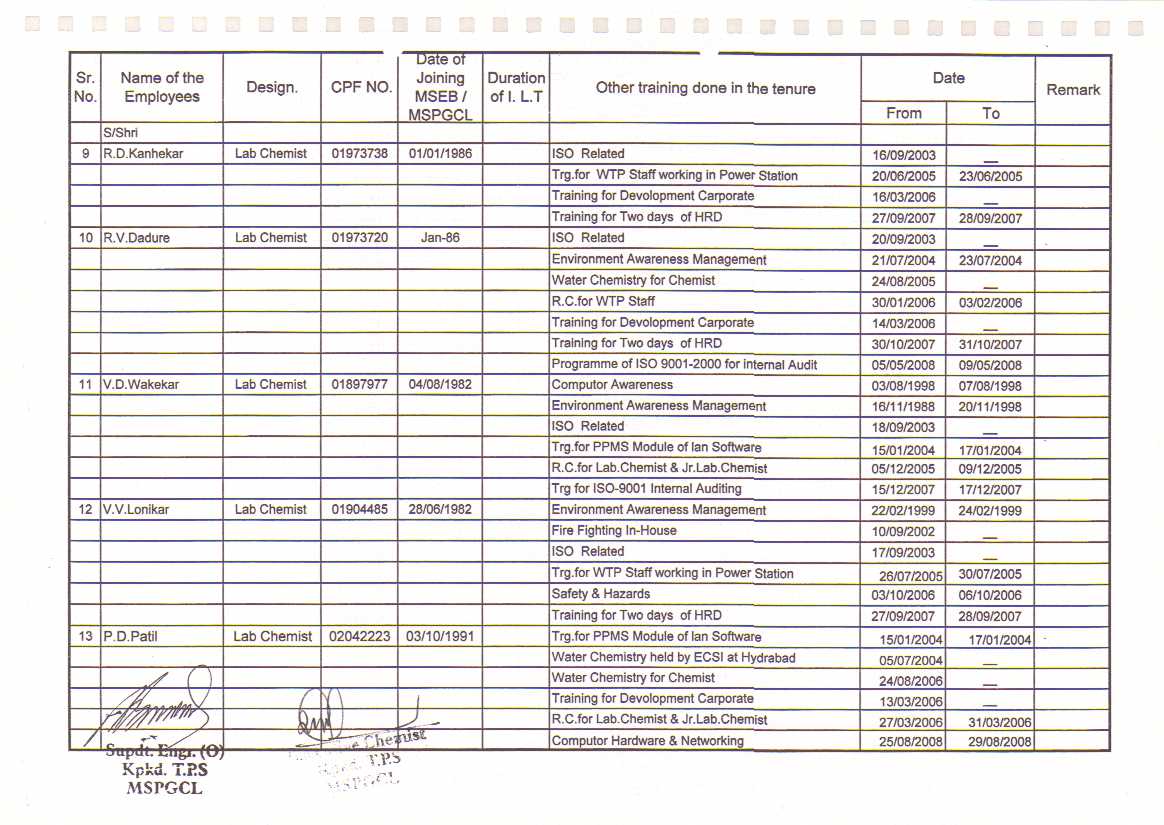 Sr. No. Name of the Employees Design. CPF NO. Date of Joining MSEB / MSPGCL Duration of I. L.T Other training done in the tenure Date From To Remark
S/Shri
9 R.D.Kanhekar Lab Chemist 01973738 01/01/1986 ISO Related 16/09/2003 __
Trg.for WTP Staff working in Power Station 20/06/2005 23/06/2005
Training for Devolopment Carporate 16/03/2006 __
Training for Two days of HRD 27/09/2007 28/09/2007
10 R.V.Dadure Lab Chemist 01973720 Jan-86 ISO Related 20/09/2003 __
Environment Awareness Management 21/07/2004 23/07/2004
Water Chemistry for Chemist 24/08/2005 __
R.C.for WTP Staff 30/01/2006 03/02/2006
Training for Devolopment Carporate 14/03/2006 __
Training for Two days of HRD 30/10/2007 31/10/2007
Programme of ISO 9001-2000 for internal Audit 05/05/2008 09/05/2008
11 V.D.Wakekar Lab Chemist 01897977 04/08/1982 Computor Awareness 03/08/1998 07/08/1998
Environment Awareness Management 16/11/1988 20/11/1998
ISO Related 18/09/2003 __
Trg.for PPMS Module of lan Software 15/01/2004 17/01/2004
R.C.for Lab.Chemist & Jr.Lab.Chemist 05/12/2005 09/12/2005
Trg for ISO-9001 Internal Auditing 15/12/2007 17/12/2007
12 V.V.Lonikar Lab Chemist 01904485 28/06/1982 Environment Awareness Management 22/02/1999 24/02/1999
Fire Fighting In-House 10/09/2002 __
ISO Related 17/09/2003 __
Trg.for WTP Staff working in Power Station 26/07/2005 30/07/2005
Safety & Hazards 03/10/2006 06/10/2006
Training for Two days of HRD 27/09/2007 28/09/2007
13 P.D.Patil Lab Chemist 02042223 03/10/1991 Trg.for PPMS Module of lan Software 15/01/2004 17/01/2004
Water Chemistry held by ECSI at Hydrabad 05/07/2004 __
Water Chemistry for Chemist 24/08/2006 __
Training for Devolopment Carporate 13/03/2006 __
R.C.for Lab.Chemist & Jr.Lab.Chemist 27/03/2006 31/03/2006
Computor Hardware & Networking 25/08/2008 29/08/2008
Supdt. Engr. (O)
Kpkd. T.P.S
MSPGCL
Chemist
T.P.S
MSPGCL